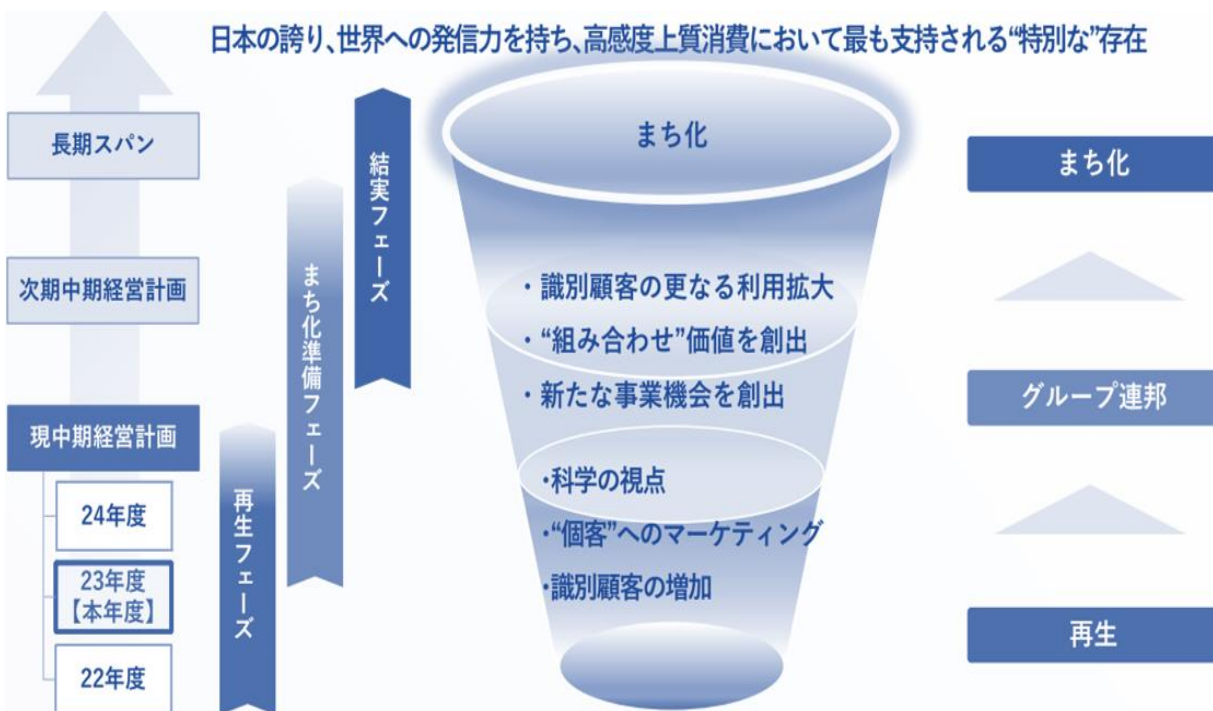 日本の誇り、世界への発信力を持ち、高感度上質消費において最も支持される“特別な”存在
長期スパン
次期中期経営計画
現中期経営計画
24年度
23年度
【本年度】
22年度
再生フェーズ
まち化準備フェーズ
結実フェーズ
まち化
・識別顧客の更なる利用拡大
・“組み合わせ”価値を創出
・新たな事業機会を創出
・科学の視点
・“個客”へのマーケティング
・識別顧客の増加
まち化
グループ連邦
再生